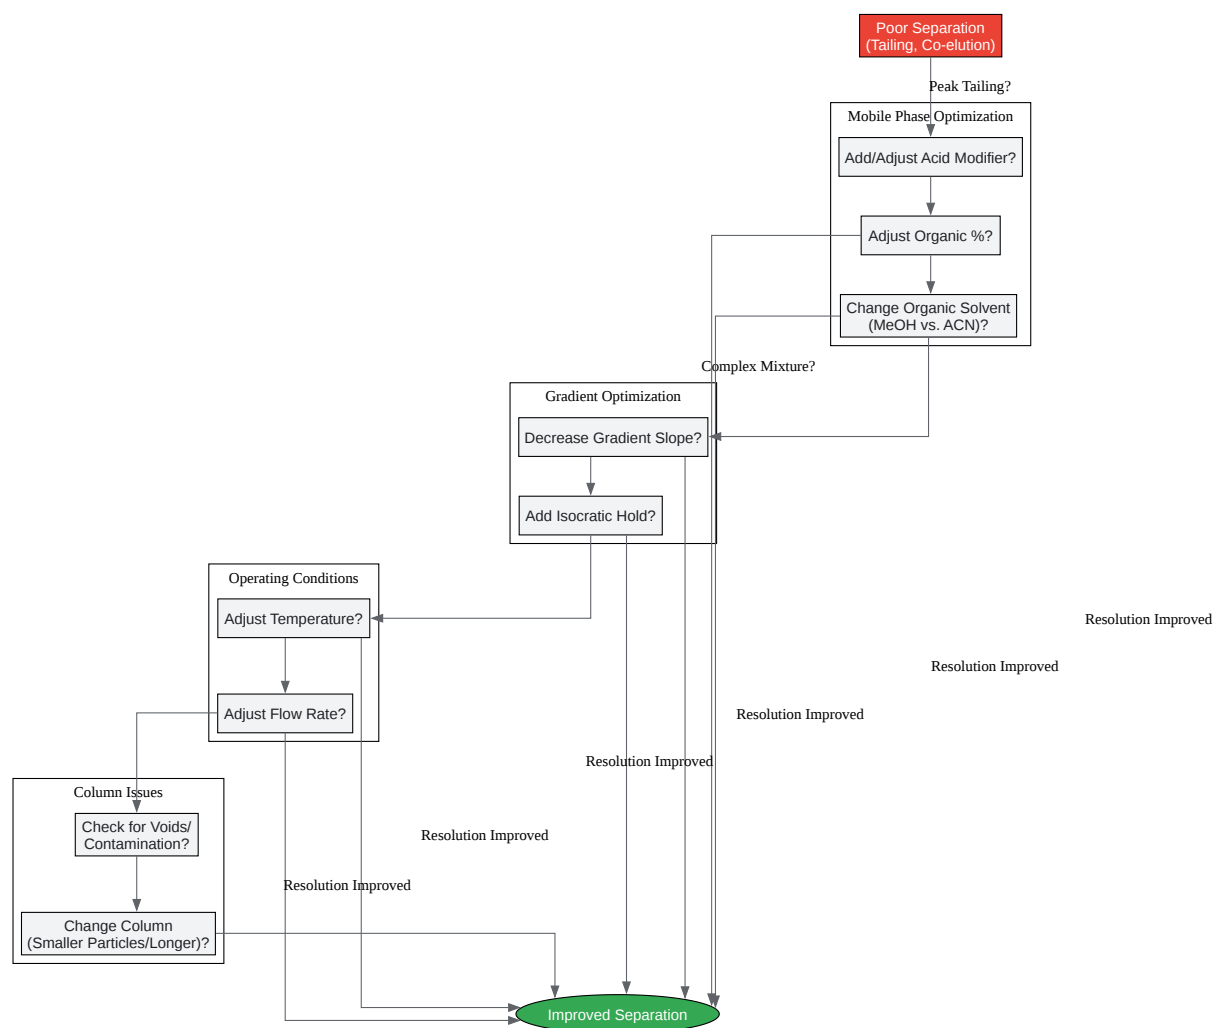 Poor Separation
(Tailing, Co-elution)
Peak Tailing?
Mobile Phase Optimization
Add/Adjust Acid Modifier?
Adjust Organic %?
Change Organic Solvent
(MeOH vs. ACN)?
Complex Mixture?
Gradient Optimization
Decrease Gradient Slope?
Add Isocratic Hold?
Operating Conditions
Adjust Temperature?
Resolution Improved
Resolution Improved
Adjust Flow Rate?
Resolution Improved
Resolution Improved
Column Issues
Check for Voids/
Contamination?
Resolution Improved
Resolution Improved
Change Column
(Smaller Particles/Longer)?
Improved Separation